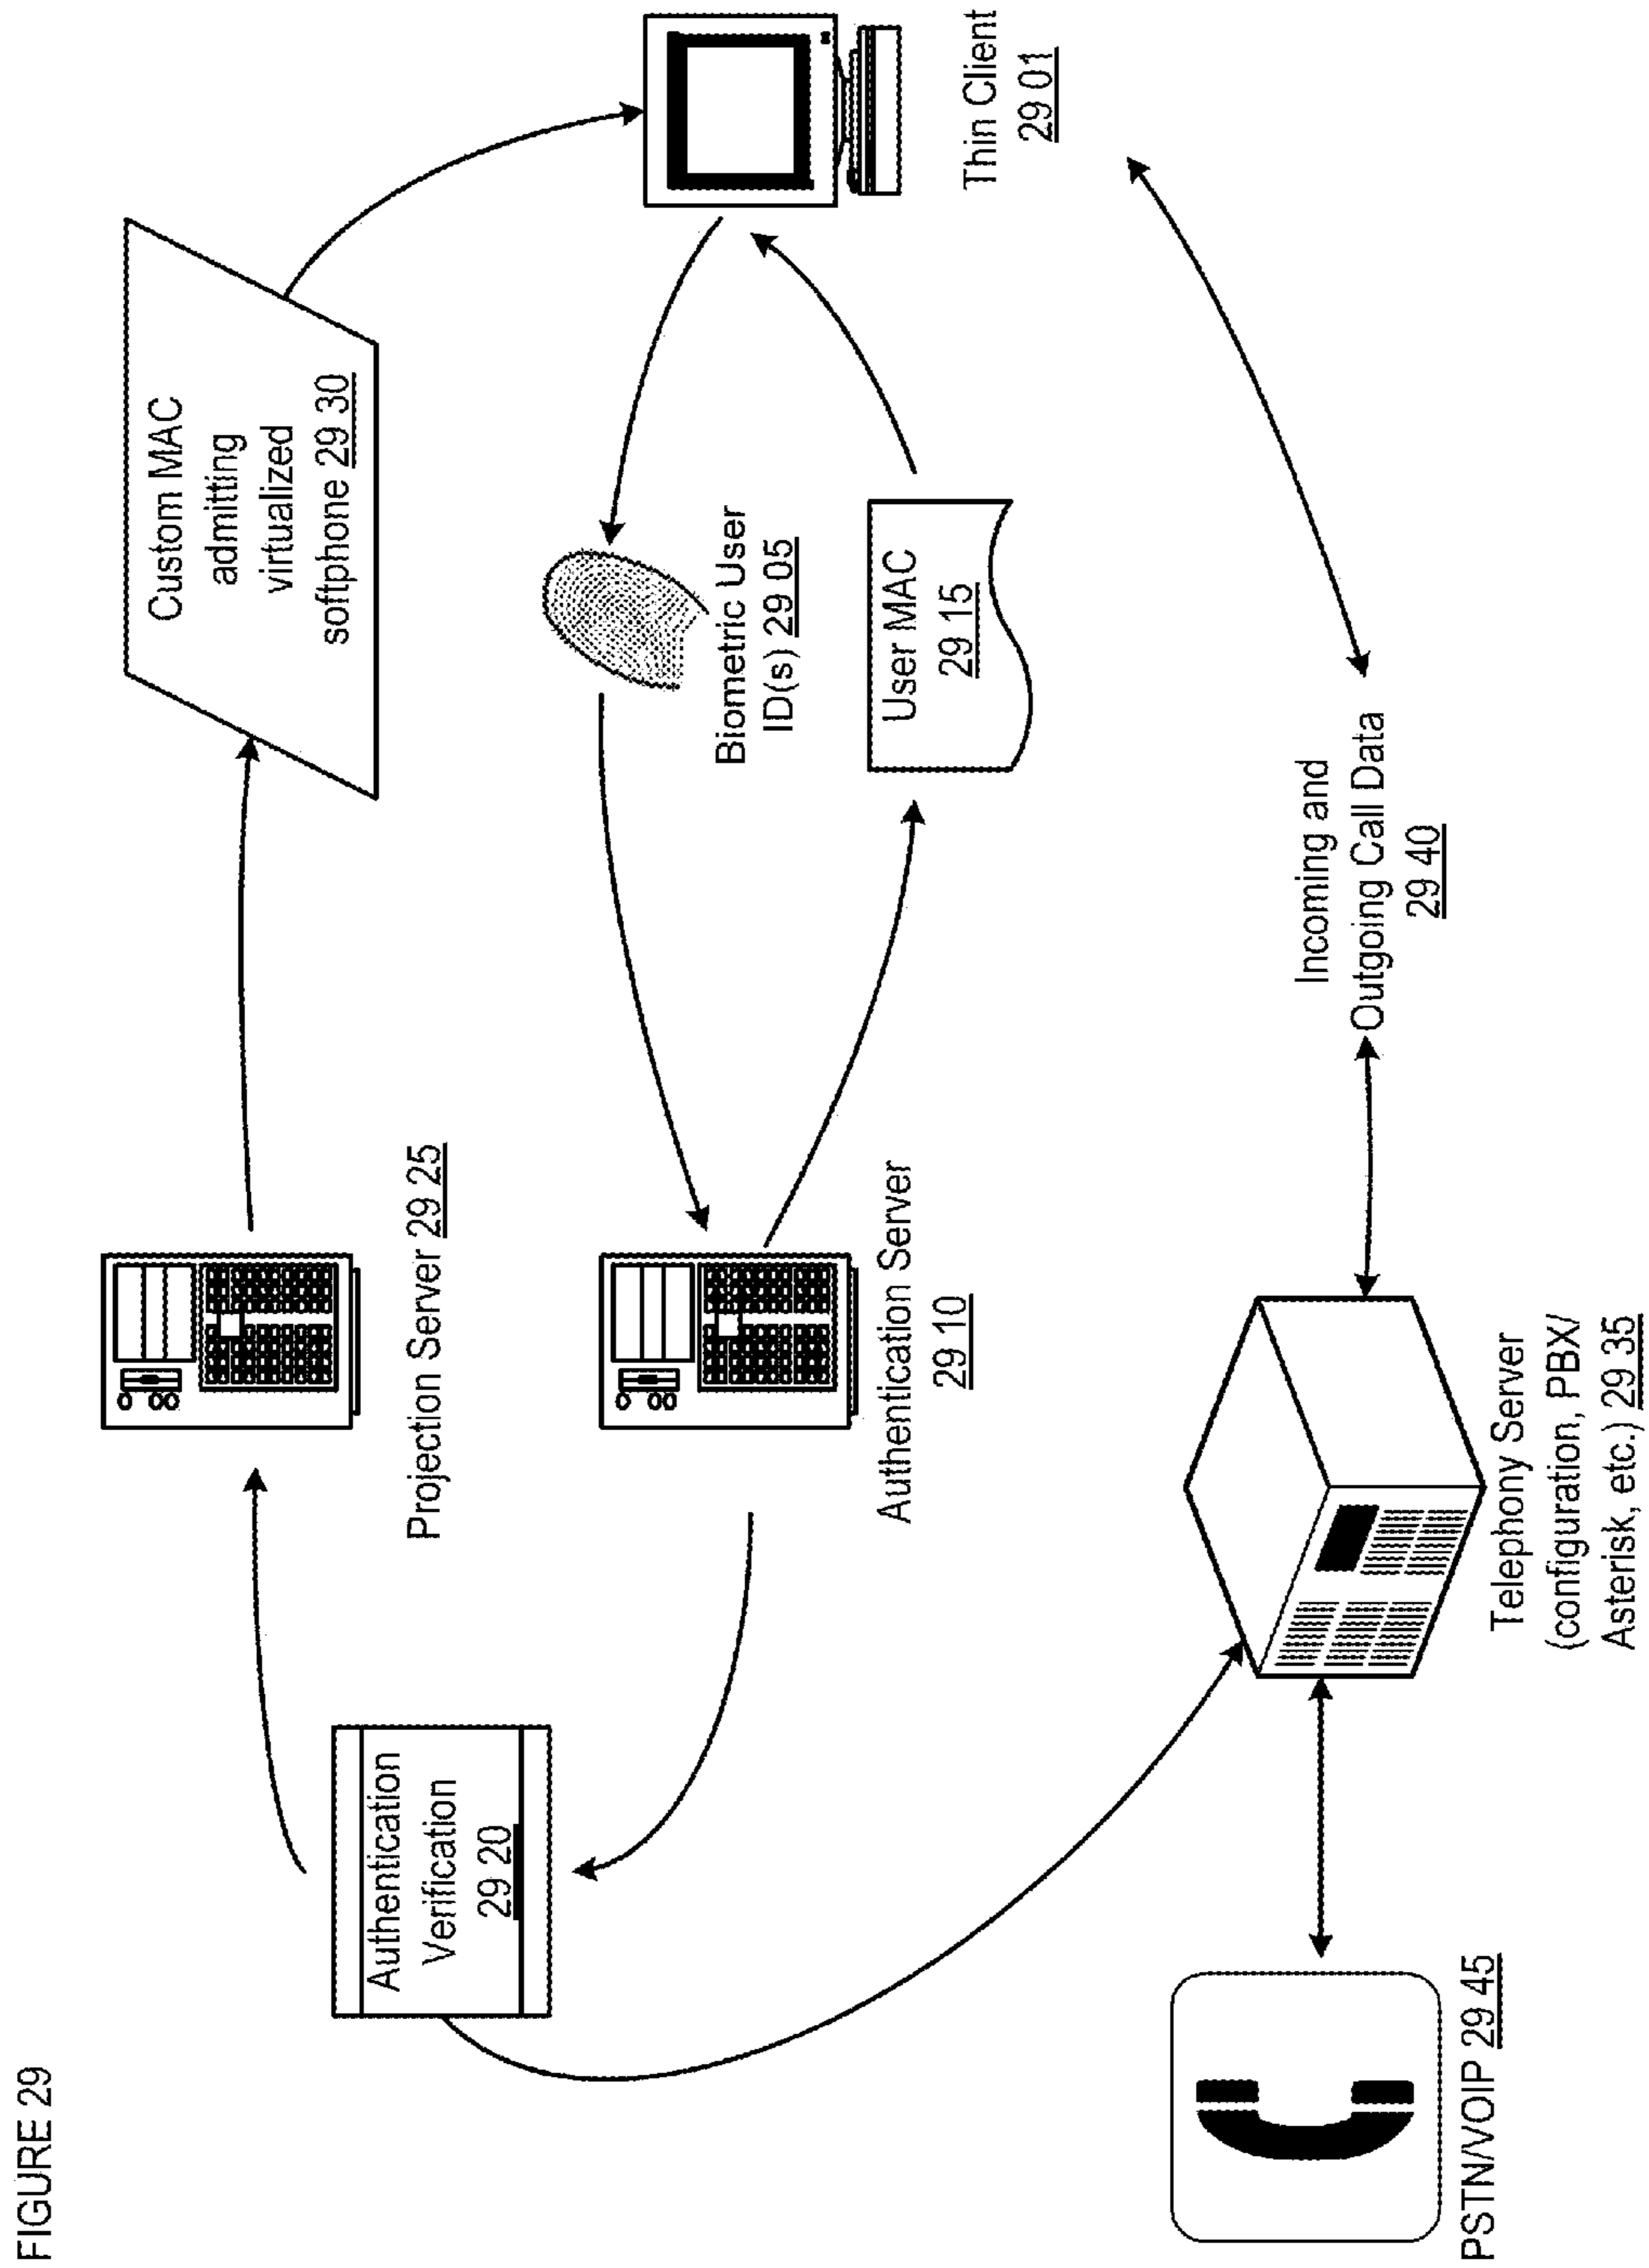 FIGURE 29
Custom MAC
admitting
virtualized
softphone 29 30
Projection Server 29 25
Authentication
Verification
29 20
Biometric User
ID(s) 29 05
Thin Client
29 01
User MAC
29 15
Authentication Server
29 10
Incoming and
Outgoing Call Data
29 40
Telephony Server
(configuration, PBX/
Asterisk, etc.) 29 35
PSTN/VOIP 29 45